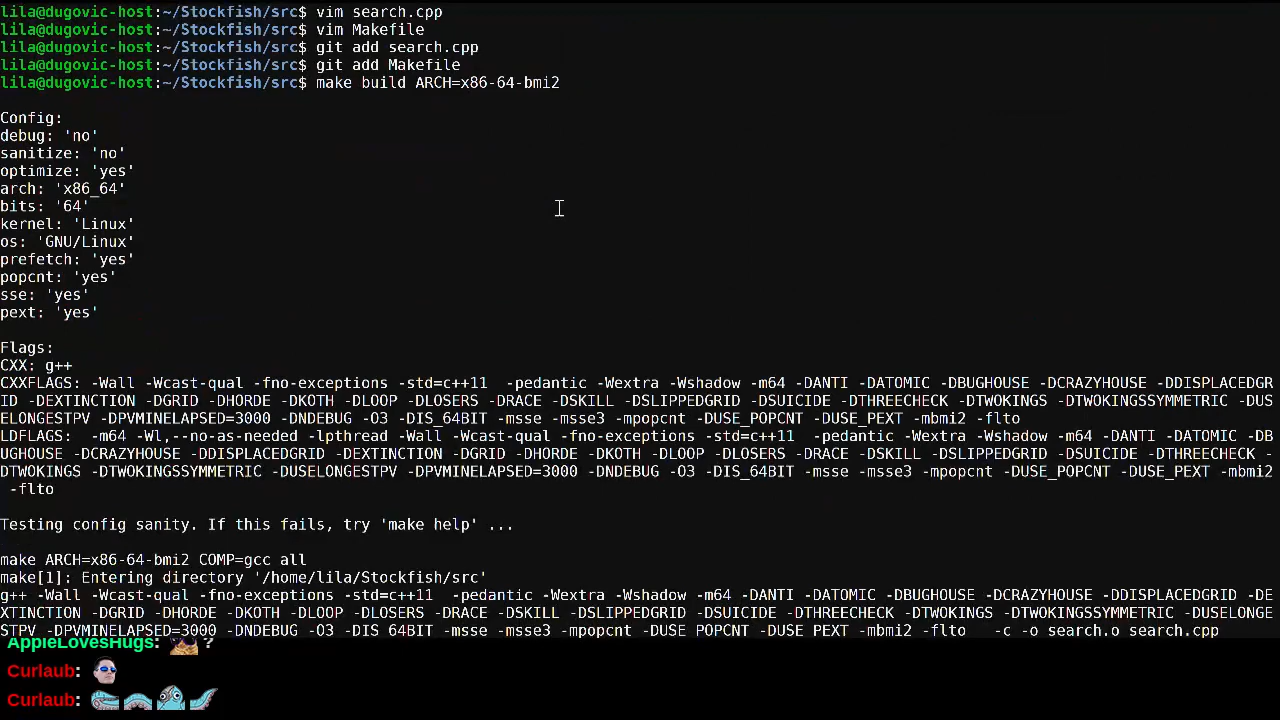 lila@dugovic-host:~/Stockfish/src$ vim search.cpp
lila@dugovic-host:~/Stockfish/src$ vim Makefile
lila@dugovic-host:~/Stockfish/src$ git add search.cpp
lila@dugovic-host:~/Stockfish/src$ git add Makefile
lila@dugovic-host:~/Stockfish/src$ make build ARCH=x86-64-bmi2
Config:
debug: 'no'
sanitize: 'no'
optimize: 'yes'
arch: 'x86_64'
bits: '64'
kernel: 'Linux'
os: 'GNU/Linux'
prefetch: 'yes'
popcnt: 'yes'
sse: 'yes'
pext: 'yes'
Flags:
CXX: g++
CXXFLAGS: -Wall -Wcast-qual -fno-exceptions -std=c++11  -pedantic -Wextra -Wshadow -m64 -DANTI -DATOMIC -DBUGHOUSE -DCRAZYHOUSE -DDISPLACEDGR
ID -DEXTINCTION -DGRID -DHORDE -DKOTH -DLOOP -DLOSERS -DRACE -DSKILL -DSLIPPEDGRID -DSUICIDE -DTHREECHECK -DTWOKINGS -DTWOKINGSSYMMETRIC -DUS
ELONGESTPV -DPVMINELAPSED=3000 -DNDEBUG -O3 -DIS_64BIT -msse -msse3 -mpopcnt -DUSE_POPCNT -DUSE_PEXT -mbmi2 -flto
LDFLAGS:  -m64 -Wl,--no-as-needed -lpthread -Wall -Wcast-qual -fno-exceptions -std=c++11  -pedantic -Wextra -Wshadow -m64 -DANTI -DATOMIC -DB
UGHOUSE -DCRAZYHOUSE -DDISPLACEDGRID -DEXTINCTION -DGRID -DHORDE -DKOTH -DLOOP -DLOSERS -DRACE -DSKILL -DSLIPPEDGRID -DSUICIDE -DTHREECHECK -
DTWOKINGS -DTWOKINGSSYMMETRIC -DUSELONGESTPV -DPVMINELAPSED=3000 -DNDEBUG -O3 -DIS_64BIT -msse -msse3 -mpopcnt -DUSE_POPCNT -DUSE_PEXT -mbmi2
 -flto
Testing config sanity. If this fails, try 'make help' ...
make ARCH=x86-64-bmi2 COMP=gcc all
make[1]: Entering directory '/home/lila/Stockfish/src'
g++ -Wall -Wcast-qual -fno-exceptions -std=c++11  -pedantic -Wextra -Wshadow -m64 -DANTI -DATOMIC -DBUGHOUSE -DCRAZYHOUSE -DDISPLACEDGRID -DE
XTINCTION -DGRID -DHORDE -DKOTH -DLOOP -DLOSERS -DRACE -DSKILL -DSLIPPEDGRID -DSUICIDE -DTHREECHECK -DTWOKINGS -DTWOKINGSSYMMETRIC -DUSELONGE
STPV -DPVMINELAPSED=3000 -DNDEBUG -O3 -DIS_64BIT -msse -msse3 -mpopcnt -DUSE_POPCNT -DUSE_PEXT -mbmi2 -flto   -c -o search.o search.cpp
AppleLovesHugs: ?
Curlaub:
Curlaub: